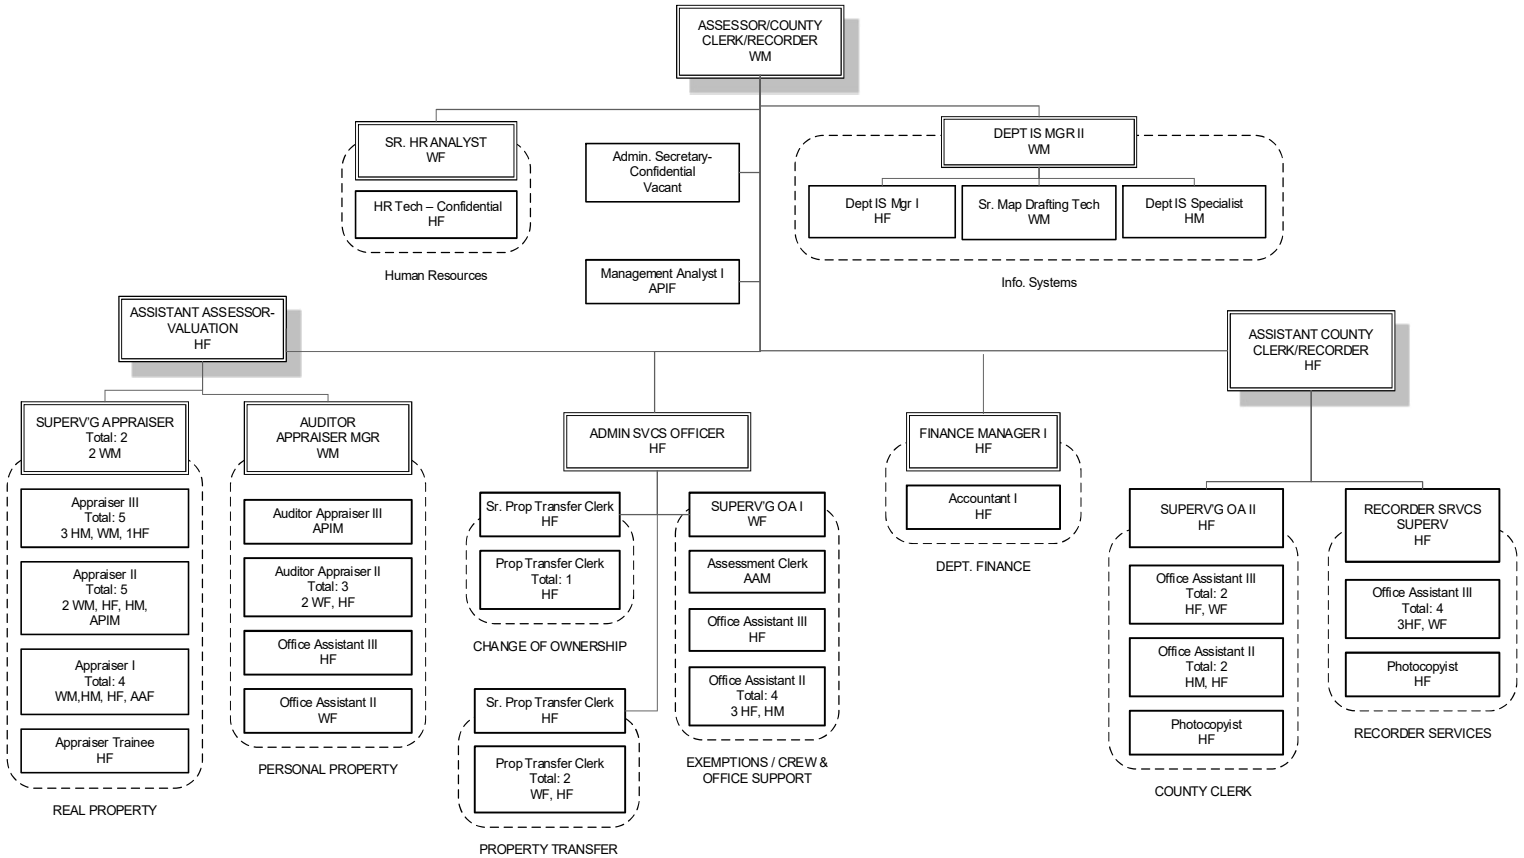 ASSESSOR/COUNTY
CLERK/RECORDER
WM
SR. HR ANALYST
WF
HR Tech – Confidential
HF
Human Resources
Admin. Secretary-
Confidential
Vacant
Management Analyst I
APIF
DEPT IS MGR II
WM
Dept IS Mgr I
HF
Sr. Map Drafting Tech
WM
Dept IS Specialist
HM
Info. Systems
ASSISTANT ASSESSOR-
VALUATION
HF
ASSISTANT COUNTY
CLERK/RECORDER
HF
SUPERV'G APPRAISER
Total: 2
2 WM
Appraiser III
Total: 5
3 HM, WM, 1HF
Appraiser II
Total: 5
2 WM, HF, HM,
APIM
Appraiser I
Total: 4
WM,HM, HF, AAF
Appraiser Trainee
HF
REAL PROPERTY
AUDITOR
APPRAISER MGR
WM
Auditor Appraiser III
APIM
Auditor Appraiser II
Total: 3
2 WF, HF
Office Assistant III
HF
Office Assistant II
WF
PERSONAL PROPERTY
ADMIN SVCS OFFICER
HF
Sr. Prop Transfer Clerk
HF
Prop Transfer Clerk
Total: 1
HF
CHANGE OF OWNERSHIP
Sr. Prop Transfer Clerk
HF
Prop Transfer Clerk
Total: 2
WF, HF
PROPERTY TRANSFER
SUPERV'G OA I
WF
Assessment Clerk
AAM
Office Assistant III
HF
Office Assistant II
Total: 4
3 HF, HM
EXEMPTIONS / CREW &
OFFICE SUPPORT
FINANCE MANAGER I
HF
Accountant I
HF
DEPT. FINANCE
SUPERV'G OA II
HF
Office Assistant III
Total: 2
HF, WF
Office Assistant II
Total: 2
HM, HF
Photocopyist
HF
COUNTY CLERK
RECORDER SRVCS
SUPERV
HF
Office Assistant III
Total: 4
3HF, WF
Photocopyist
HF
RECORDER SERVICES